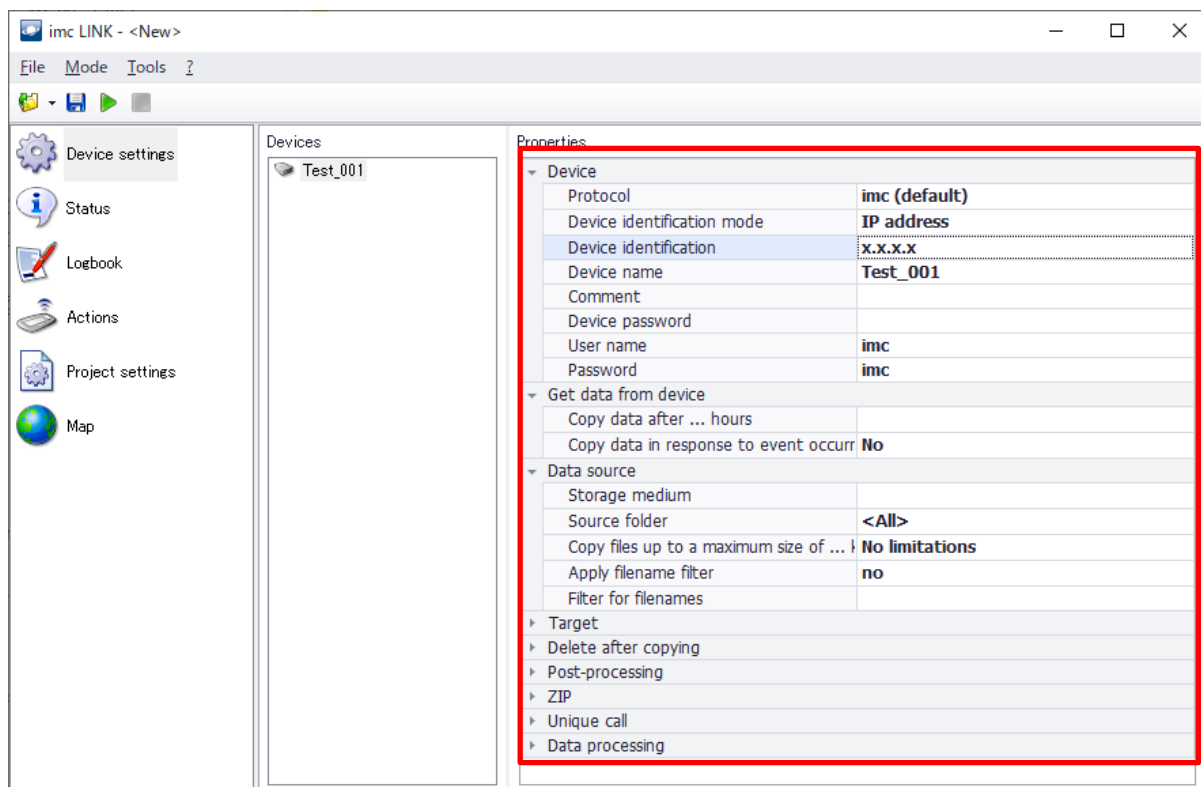 imc LINK - <New>
File Mode Tools ?
Device settings
Status
Logbook
Actions
Project settings
Map
Devices
Test_001
Properties
Device
Protocol imc (default)
Device identification mode IP address
Device identification x.x.x.x
Device name Test_001
Comment
Device password
User name imc
Password imc
Get data from device
Copy data after ... hours
Copy data in response to event occurr No
Data source
Storage medium
Source folder <All>
Copy files up to a maximum size of ... No limitations
Apply filename filter no
Filter for filenames
Target
Delete after copying
Post-processing
ZIP
Unique call
Data processing